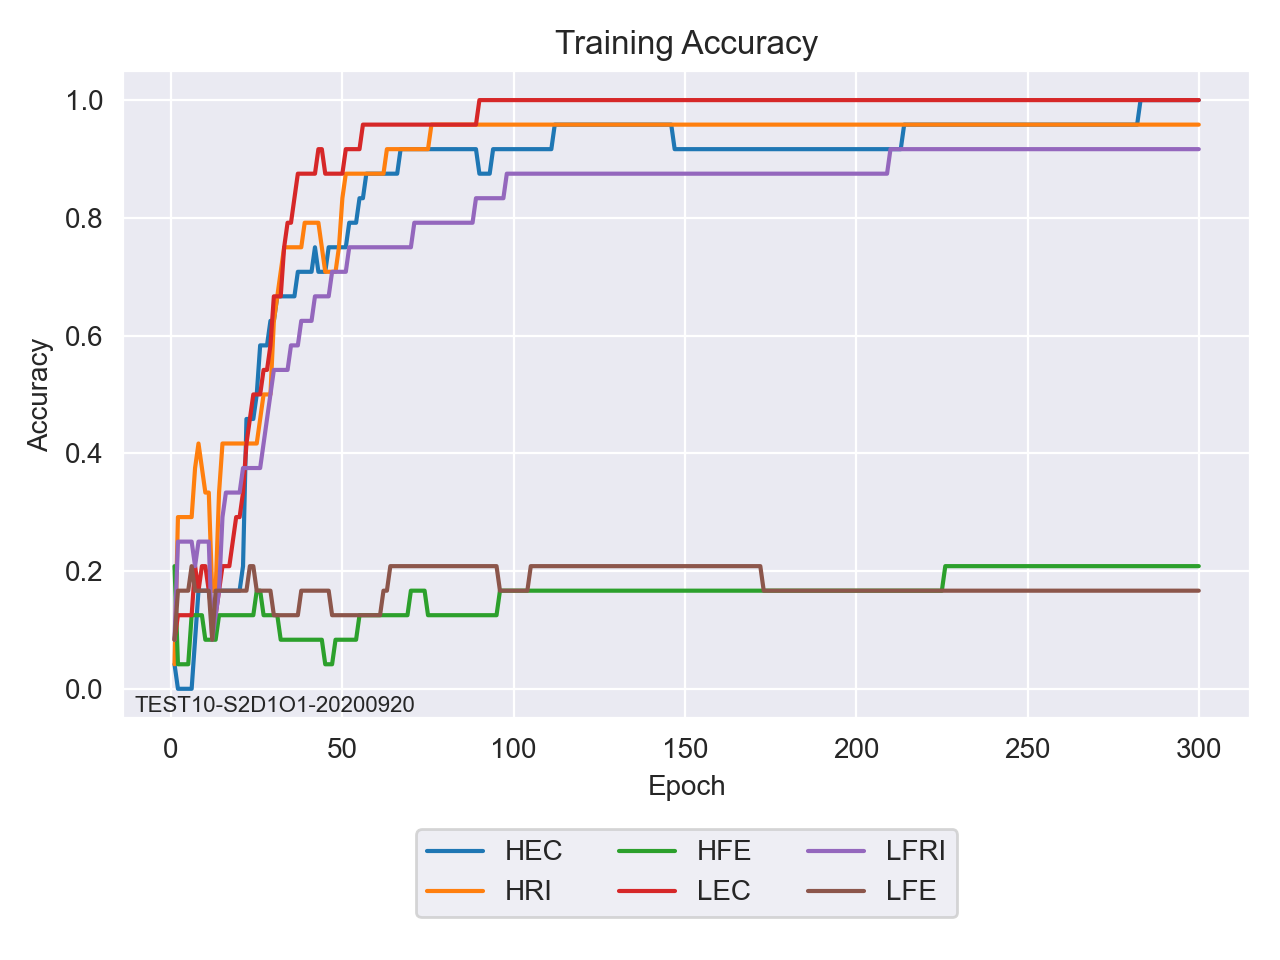 Training Accuracy
1.0
0.8
0.6
0.4
0.2
0.0
Accuracy
TEST10-S2D1O1-20200920
0 50 100 150 200 250 300
Epoch
HEC HFE LFRI
HRI LEC LFE